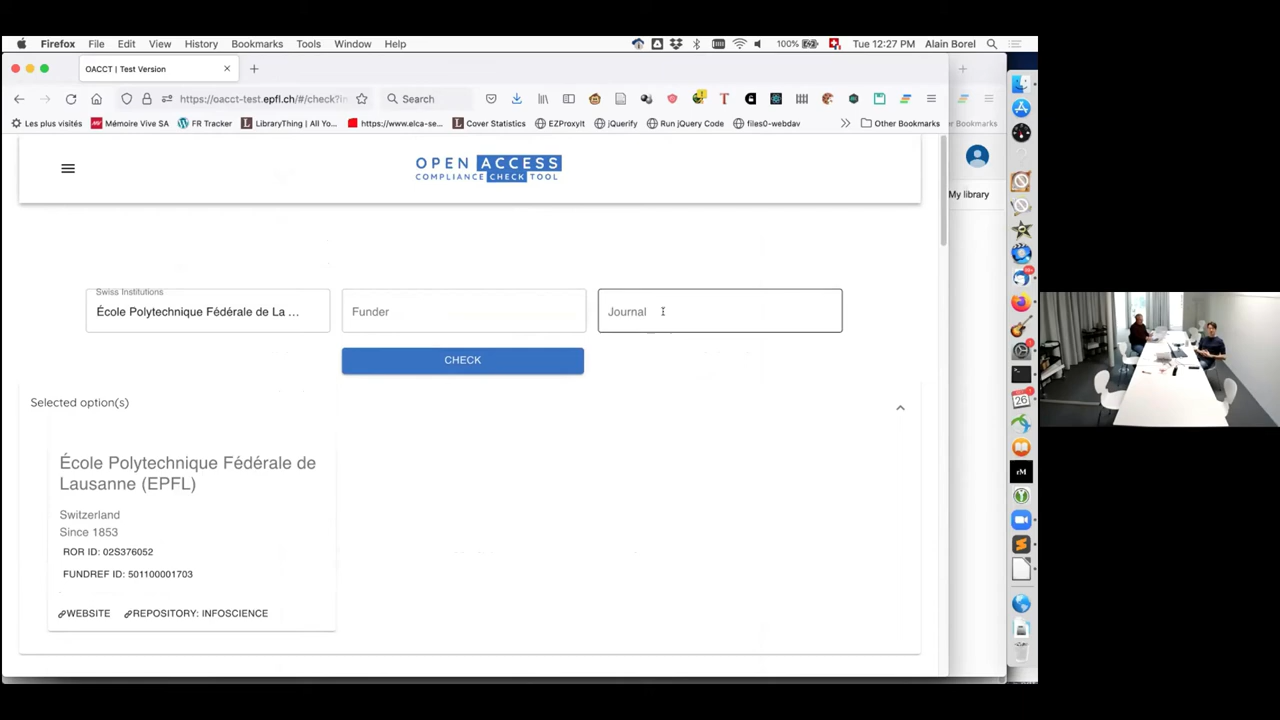 Firefox File Edit View History Bookmarks Tools Window Help 100% Tue 12:27 PM Alain Borel
OACCT | Test Version
https://oacct-test.epfl.ch/#/check?in Search
Les plus visités Mémoire Vive SA FR Tracker LibraryThing | All Yo... https://www.elca-se... Cover Statistics EZProxyIt jQuerify Run jQuery Code files0-webdav Other Bookmarks r Bookmarks
OPEN ACCESS
COMPLIANCE CHECK TOOL
My library
Swiss Institutions
École Polytechnique Fédérale de La ... Funder Journal
CHECK
Selected option(s)
École Polytechnique Fédérale de
Lausanne (EPFL)
Switzerland
Since 1853
ROR ID: 02S376052
FUNDREF ID: 501100001703
WEBSITE REPOSITORY: INFOSCIENCE
26
rM